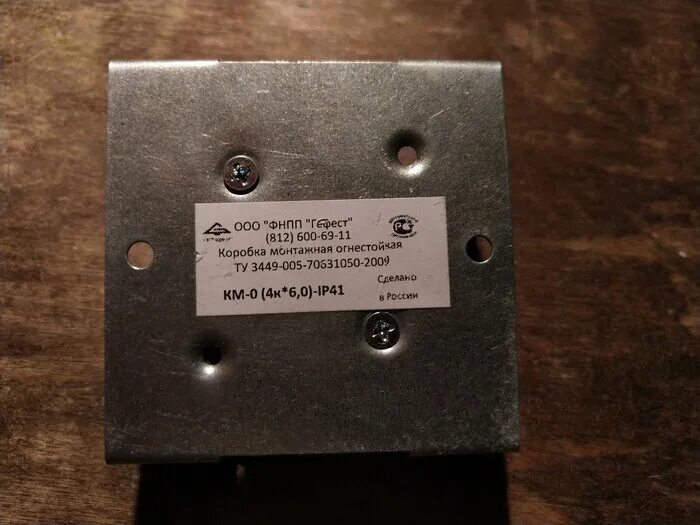 ООО "ФНПП "Гефест"
(812) 600-69-11
Коробка монтажная огнестойкая
ТУ 3449-005-70631050-2009
КМ-0 (4к*6,0)-IP41
Сделано
в России